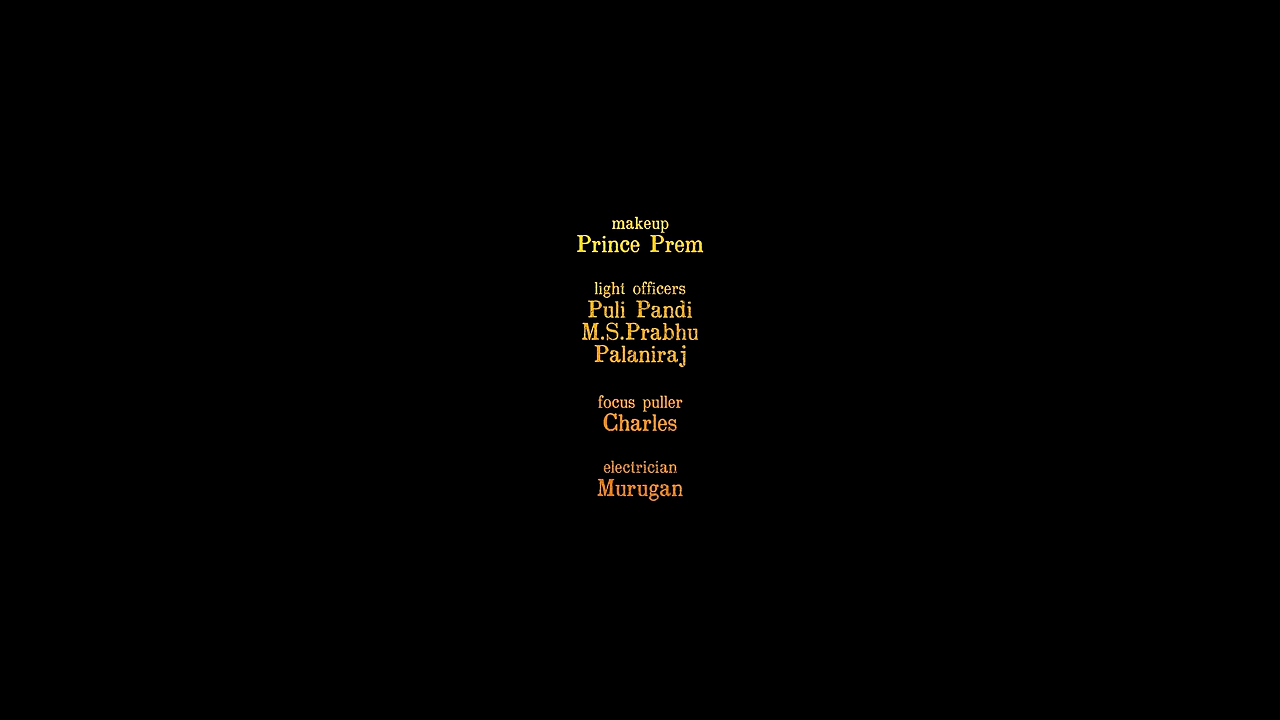 makeup
Prince Prem
light officers
Puli Pandi
M.S.Prabhu
Palaniraj
focus puller
Charles
electrician
Murugan